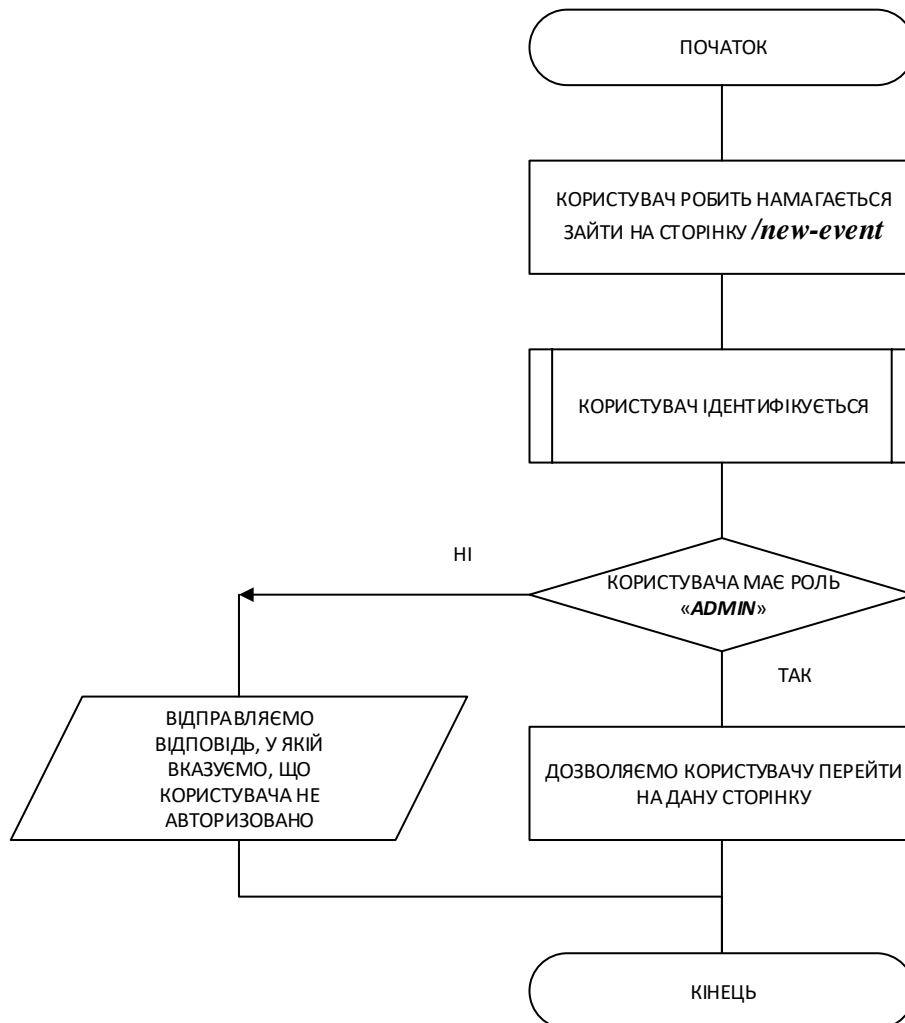 ПОЧАТОК
КОРИСТУВАЧ РОБИТЬ НАМАГАЄТЬСЯ
ЗАЙТИ НА СТОРІНКУ /new-event
КОРИСТУВАЧ ІДЕНТИФІКУЄТЬСЯ
НІ
КОРИСТУВАЧА МАЄ РОЛЬ
«ADMIN»
ТАК
ВІДПРАВЛЯЄМО
ВІДПОВІДЬ, У ЯКІЙ
ВКАЗУЄМО, ЩО
КОРИСТУВАЧА НЕ
АВТОРИЗОВАНО
ДОЗВОЛЯЄМО КОРИСТУВАЧУ ПЕРЕЙТИ
НА ДАНУ СТОРІНКУ
КІНЕЦЬ